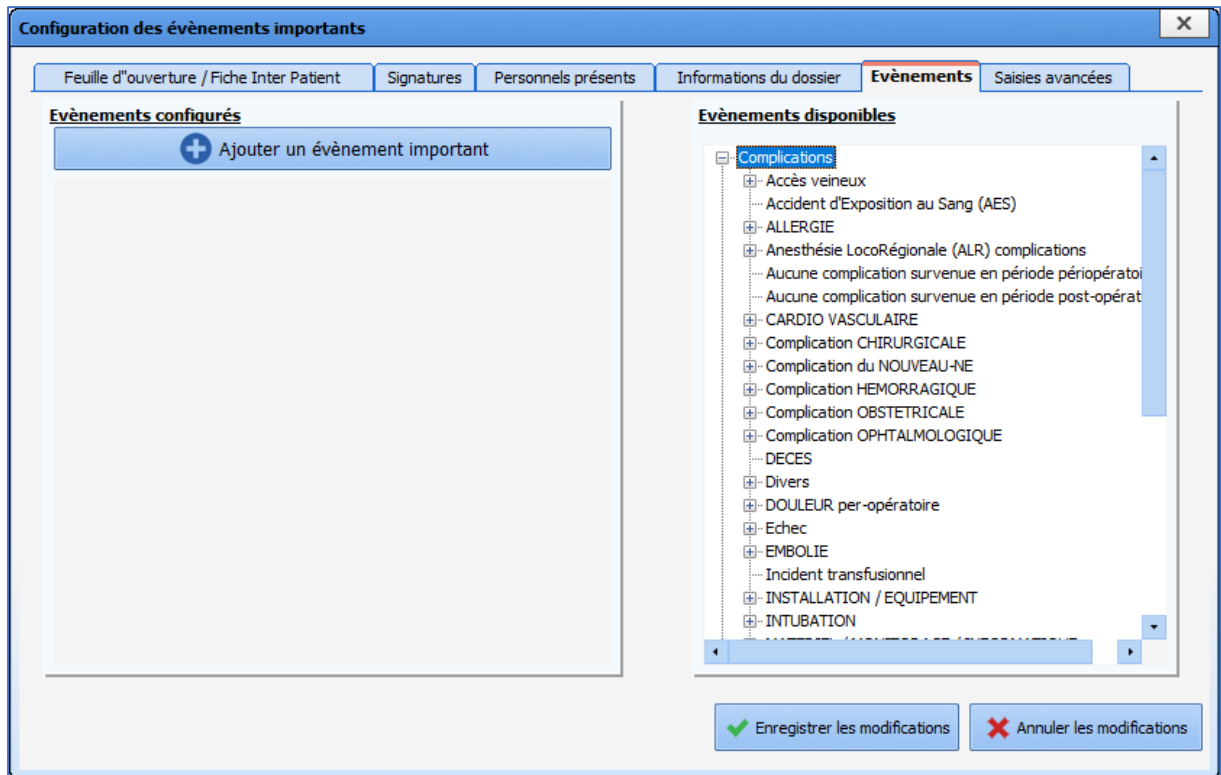 Configuration des évènements importants
Feuille d"ouverture / Fiche Inter Patient
Signatures
Personnels présents
Informations du dossier
Evènements
Saisies avancées
Evènements configurés
Ajouter un évènement important
Evènements disponibles
Complications
Accès veineux
Accident d'Exposition au Sang (AES)
ALLERGIE
Anesthésie LocoRégionale (ALR) complications
Aucune complication survenue en période périopératoi
Aucune complication survenue en période post-opérat
CARDIO VASCULAIRE
Complication CHIRURGICALE
Complication du NOUVEAU-NE
Complication HEMORRAGIQUE
Complication OBSTETRICALE
Complication OPHTALMOLOGIQUE
DECES
Divers
DOULEUR per-opératoire
Echec
EMBOLIE
Incident transfusionnel
INSTALLATION / EQUIPEMENT
INTUBATION
Enregistrer les modifications
Annuler les modifications